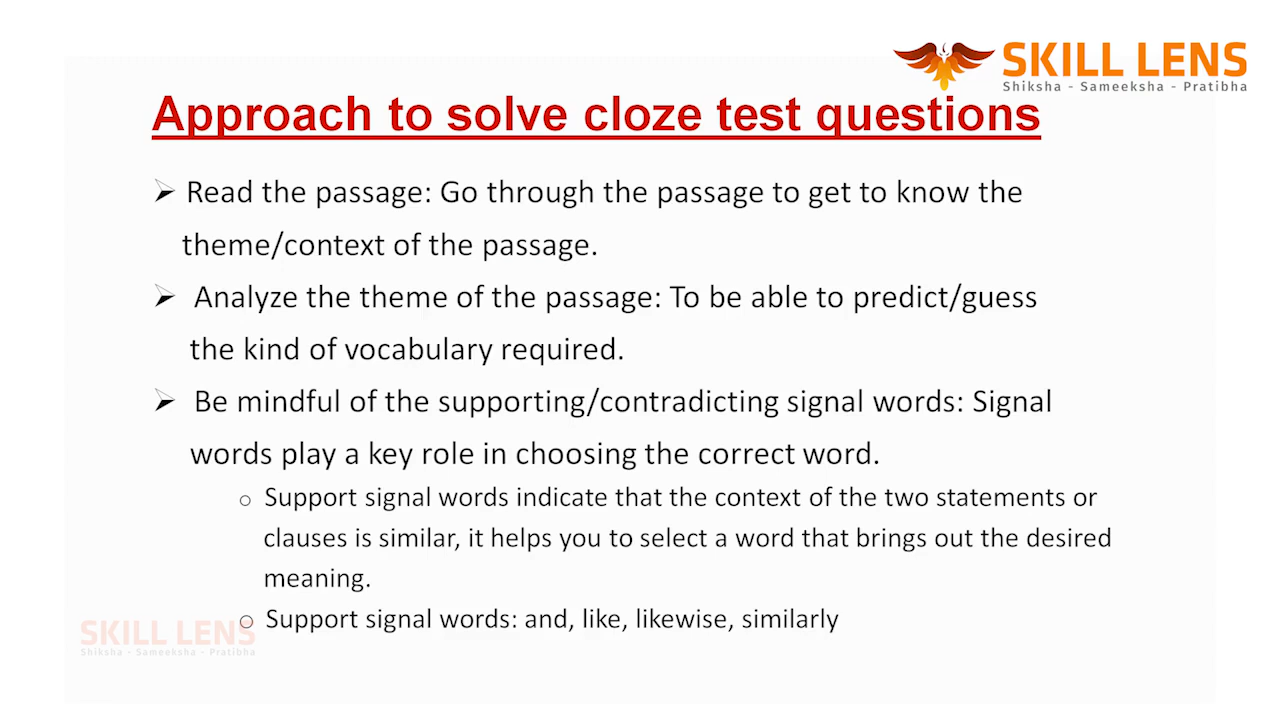 SKILL LENS
Shiksha - Sameeksha - Pratibha
Approach to solve cloze test questions
Read the passage: Go through the passage to get to know the
theme/context of the passage.
Analyze the theme of the passage: To be able to predict/guess
the kind of vocabulary required.
Be mindful of the supporting/contradicting signal words: Signal
words play a key role in choosing the correct word.
Support signal words indicate that the context of the two statements or
clauses is similar, it helps you to select a word that brings out the desired
meaning.
Support signal words: and, like, likewise, similarly
SKILL LENS
Shiksha - Sameeksha - Pratibha